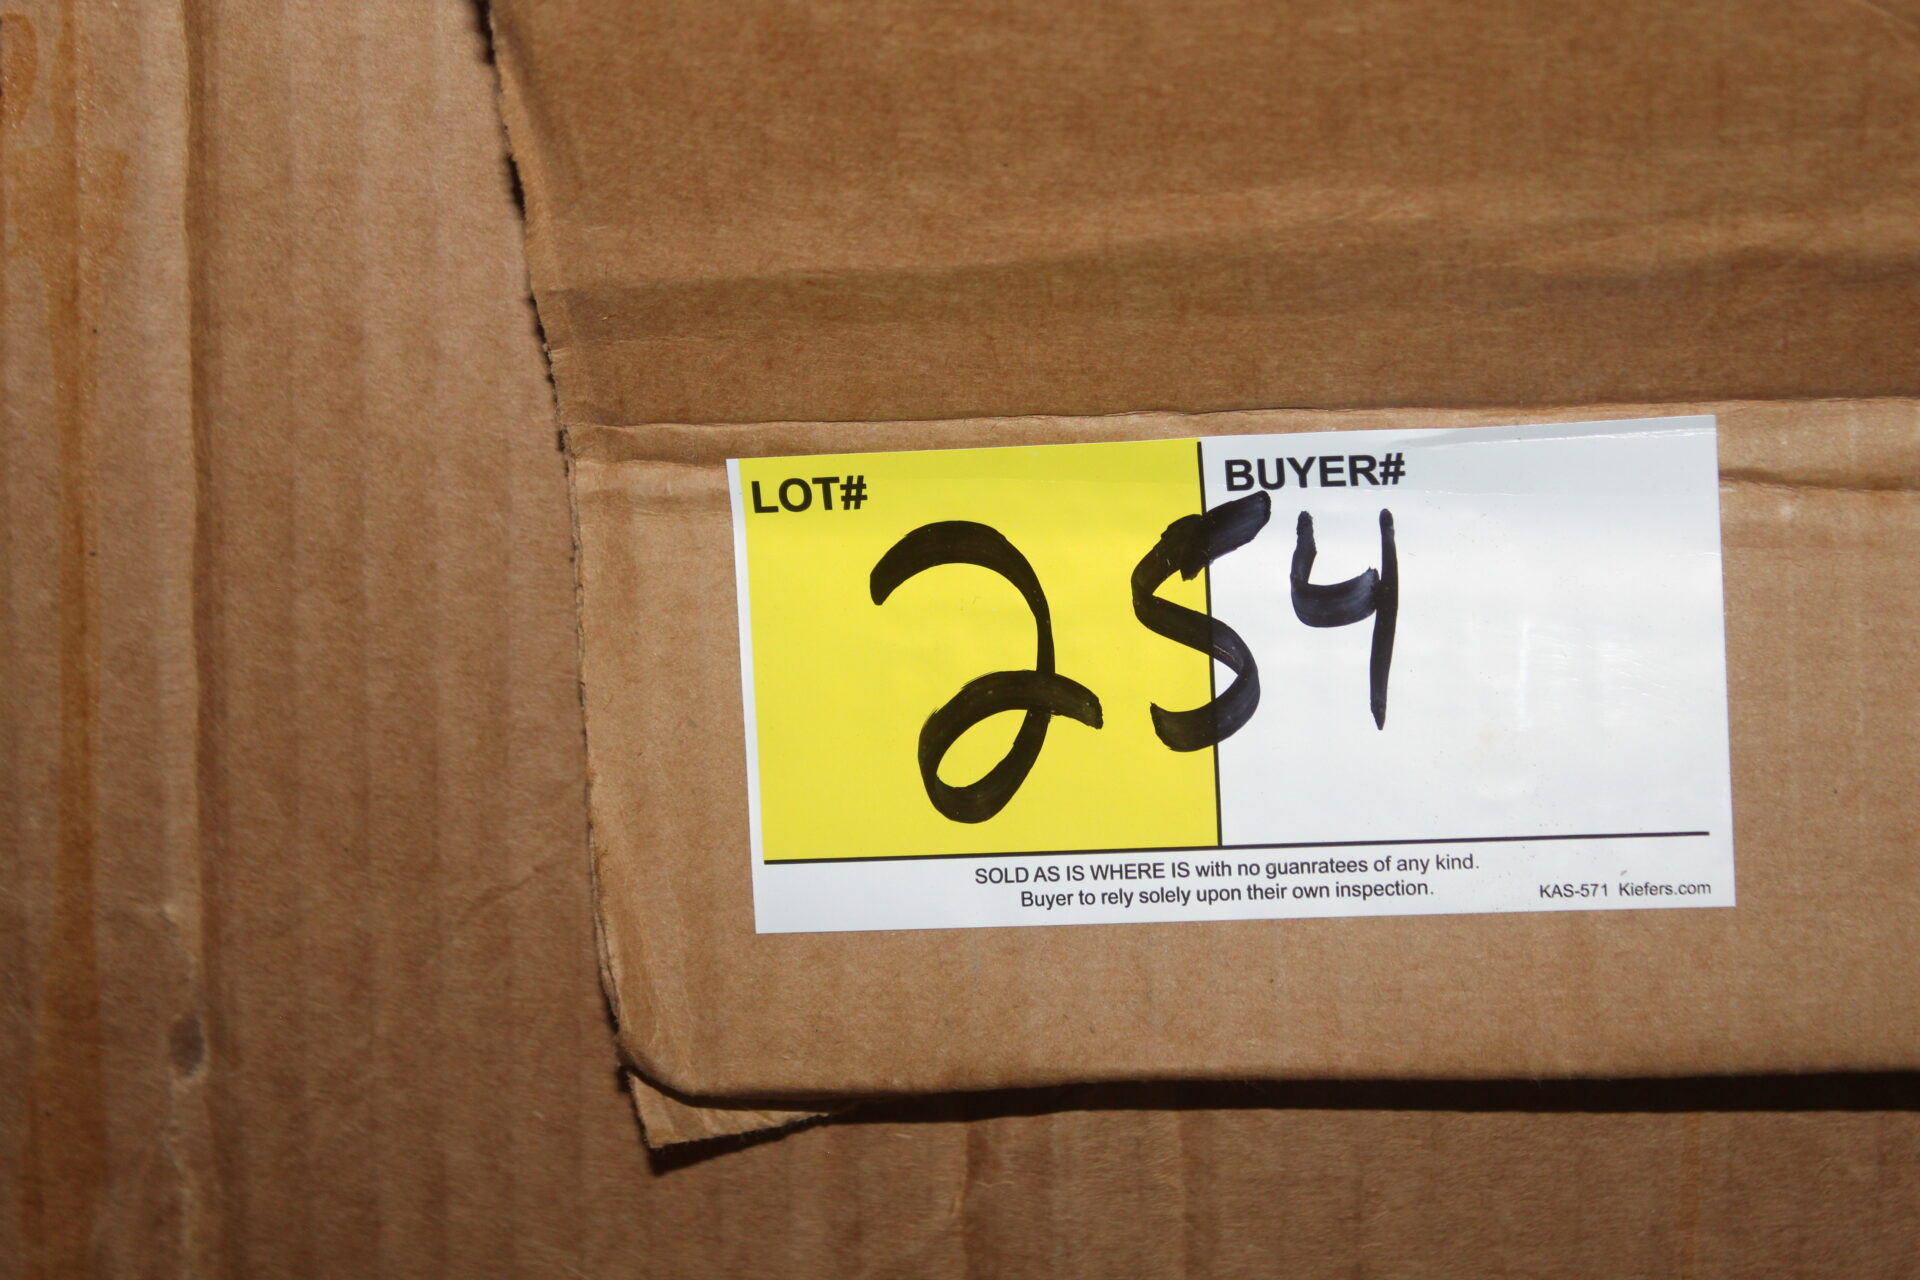 LOT# BUYER#
254
SOLD AS IS WHERE IS with no guanratees of any kind.
Buyer to rely solely upon their own inspection. KAS-571 Kiefers.com